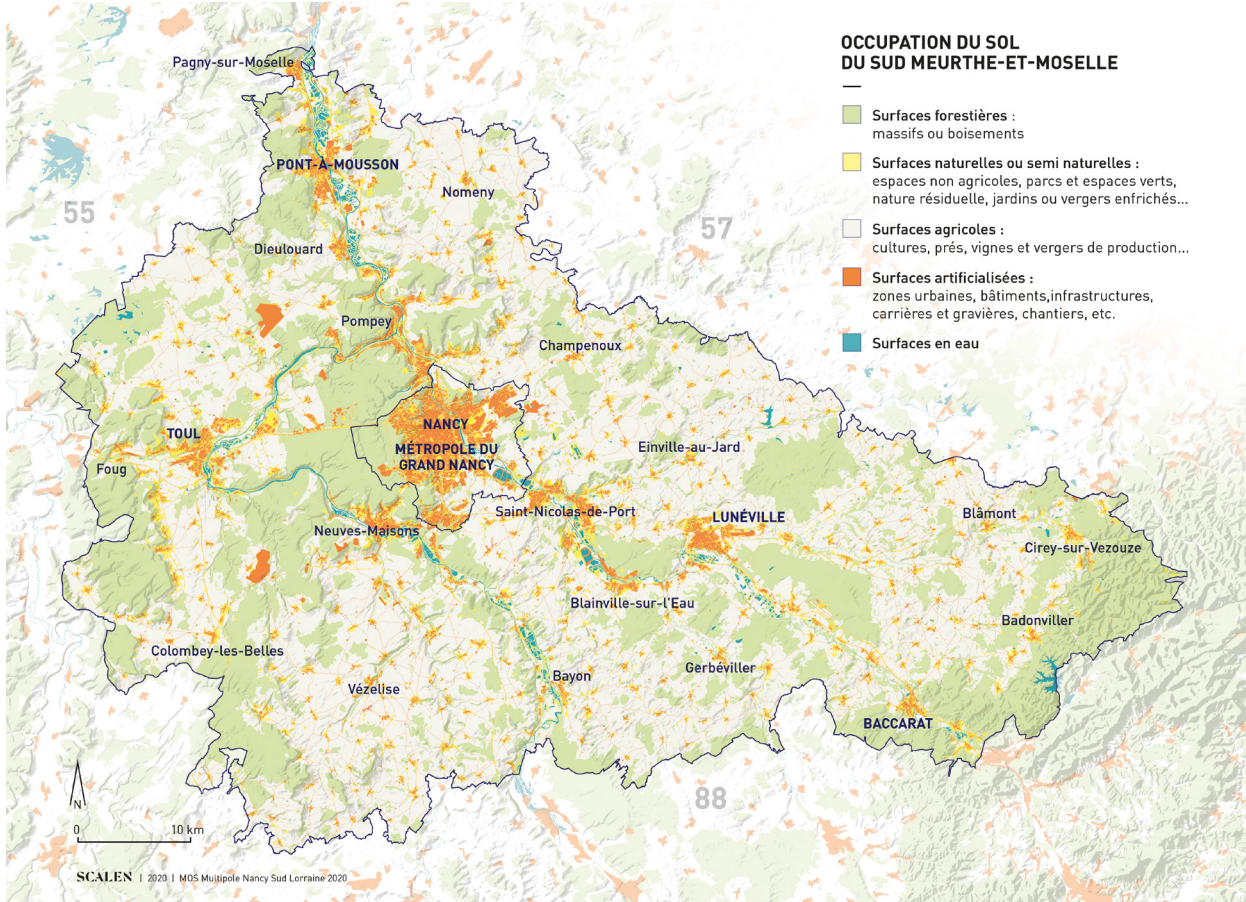 OCCUPATION DU SOL
DU SUD MEURTHE-ET-MOSELLE
Surfaces forestières :
massifs ou boisements
Surfaces naturelles ou semi naturelles :
espaces non agricoles, parcs et espaces verts,
nature résiduelle, jardins ou vergers enfrichés...
Surfaces agricoles :
cultures, prés, vignes et vergers de production...
Surfaces artificialisées :
zones urbaines, bâtiments,infrastructures,
carrières et gravières, chantiers, etc.
Surfaces en eau
Pagny-sur-Moselle
PONT-À-MOUSSON
Nomeny
55
57
Dieulouard
Pompey
Champenoux
NANCY
TOUL
MÉTROPOLE DU
GRAND NANCY
Einville-au-Jard
Foug
Saint-Nicolas-de-Port
LUNÉVILLE
Blâmont
Neuves-Maisons
Cirey-sur-Vezouze
Blainville-sur-l'Eau
Badonviller
Colombey-les-Belles
Gerbéviller
Bayon
Vézelise
BACCARAT
88
N
0 10 km
SCALEN | 2020 | MOS Multipole Nancy Sud Lorraine 2020